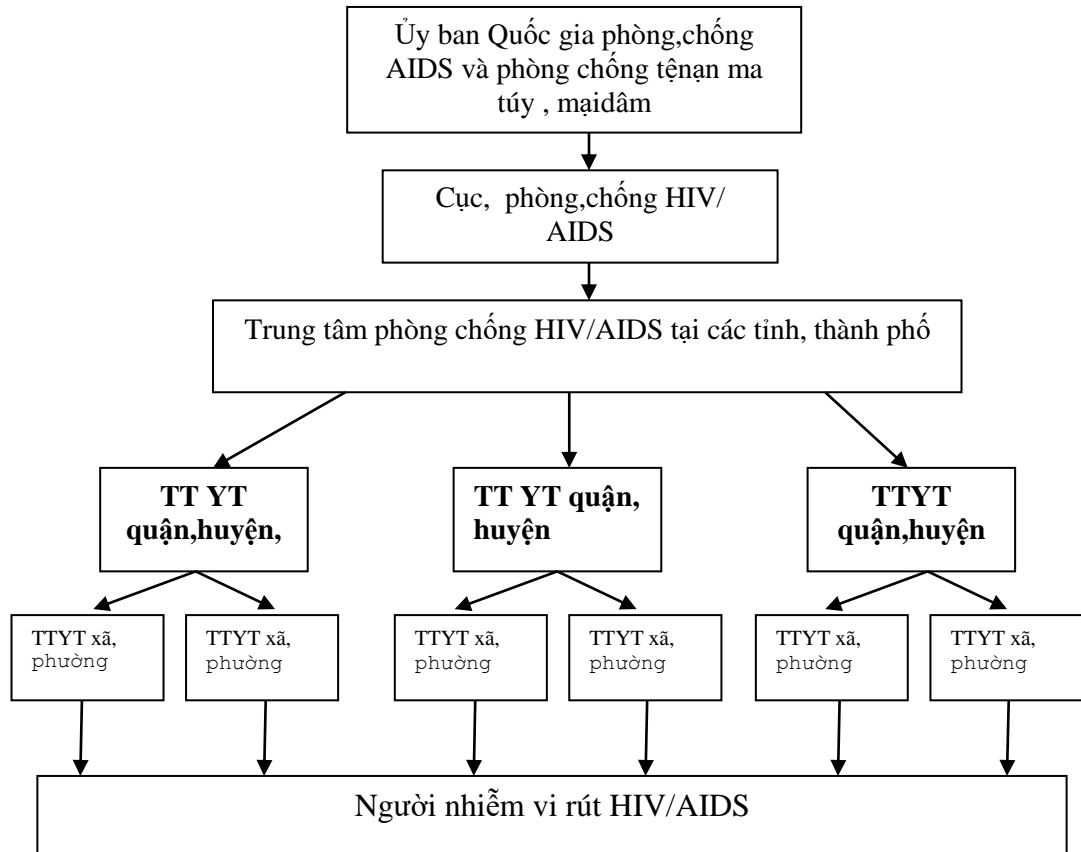 Ủy ban Quốc gia phòng,chống
AIDS và phòng chống tệnạn ma
túy , mạidâm
Cục, phòng,chống HIV/
AIDS
Trung tâm phòng chống HIV/AIDS tại các tỉnh, thành phố
TT YT
quận,huyện,
TT YT quận,
huyện
TTYT
quận,huyện
TTYT xã,
phường
TTYT xã,
phường
TTYT xã,
phường
TTYT xã,
phường
TTYT xã,
phường
TTYT xã,
phường
Người nhiễm vi rút HIV/AIDS